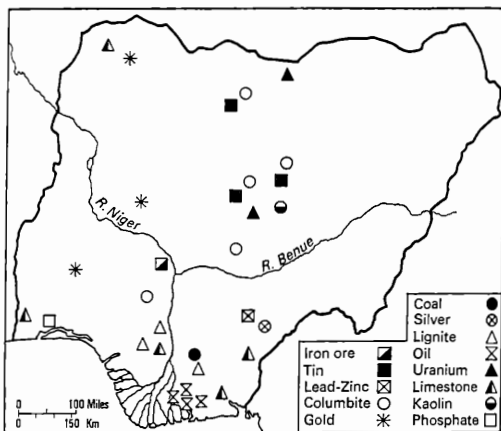 R. Niger
R. Benue
Coal
Silver
Lignite
Iron ore Oil
Tin Uranium
Lead-Zinc Limestone
Columbite Kaolin
Gold Phosphate
0 100 Miles
0 150 Km